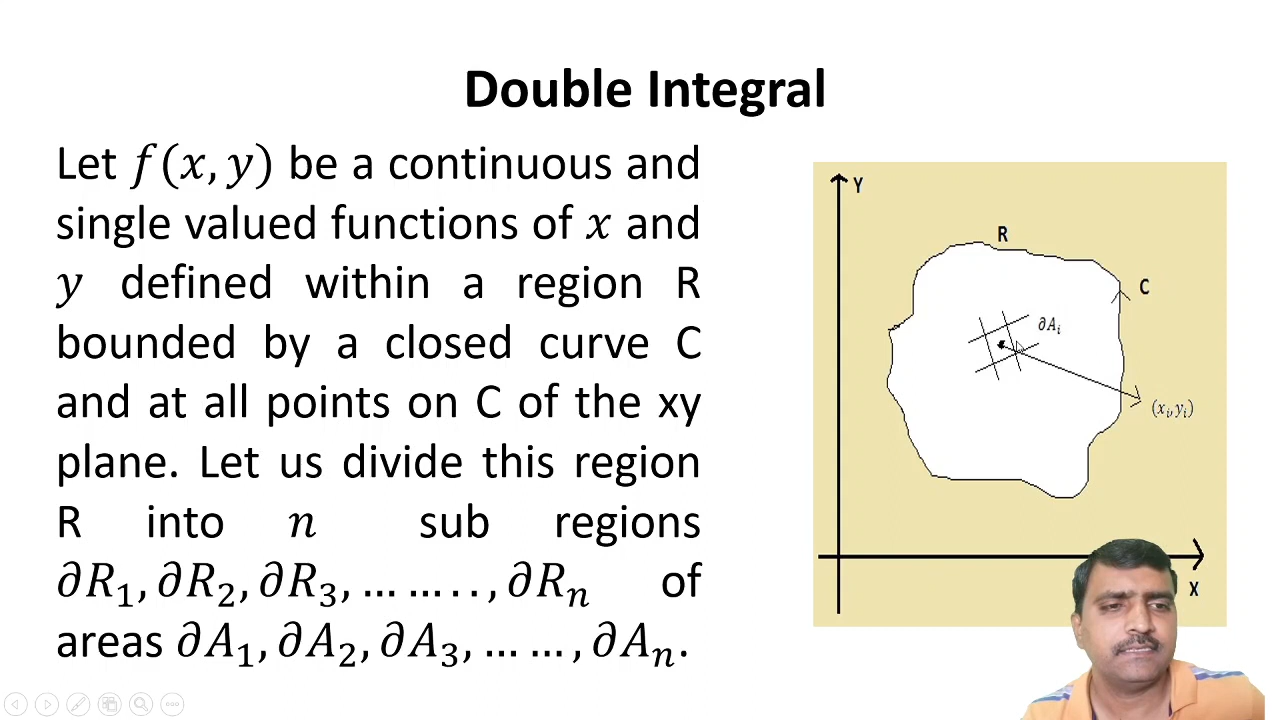 Double Integral
Let f(x, y) be a continuous and
single valued functions of x and
y defined within a region R
bounded by a closed curve C
and at all points on C of the xy
plane. Let us divide this region
R into n sub regions
∂R₁, ∂R₂, ∂R₃, … … . . , ∂Rₙ of
areas ∂A₁, ∂A₂, ∂A₃, … … , ∂Aₙ.
Y
R
C
∂Aᵢ
(xᵢ, yᵢ)
X